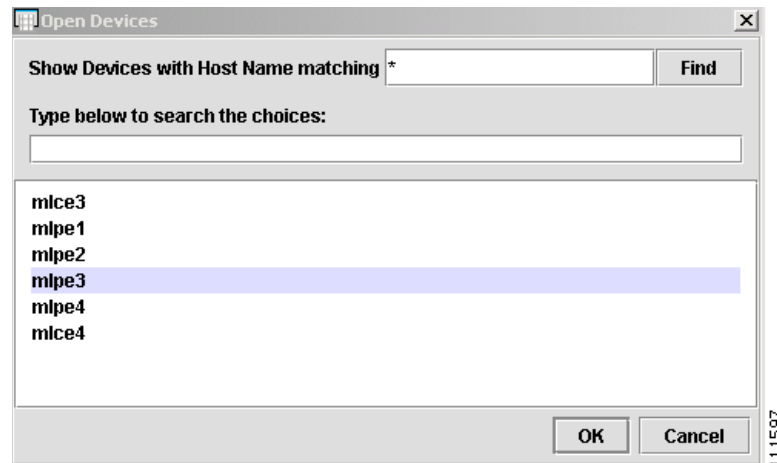 Open Devices
Show Devices with Host Name matching * Find
Type below to search the choices:
mlce3
mlpe1
mlpe2
mlpe3
mlpe4
mlce4
OK Cancel
111597